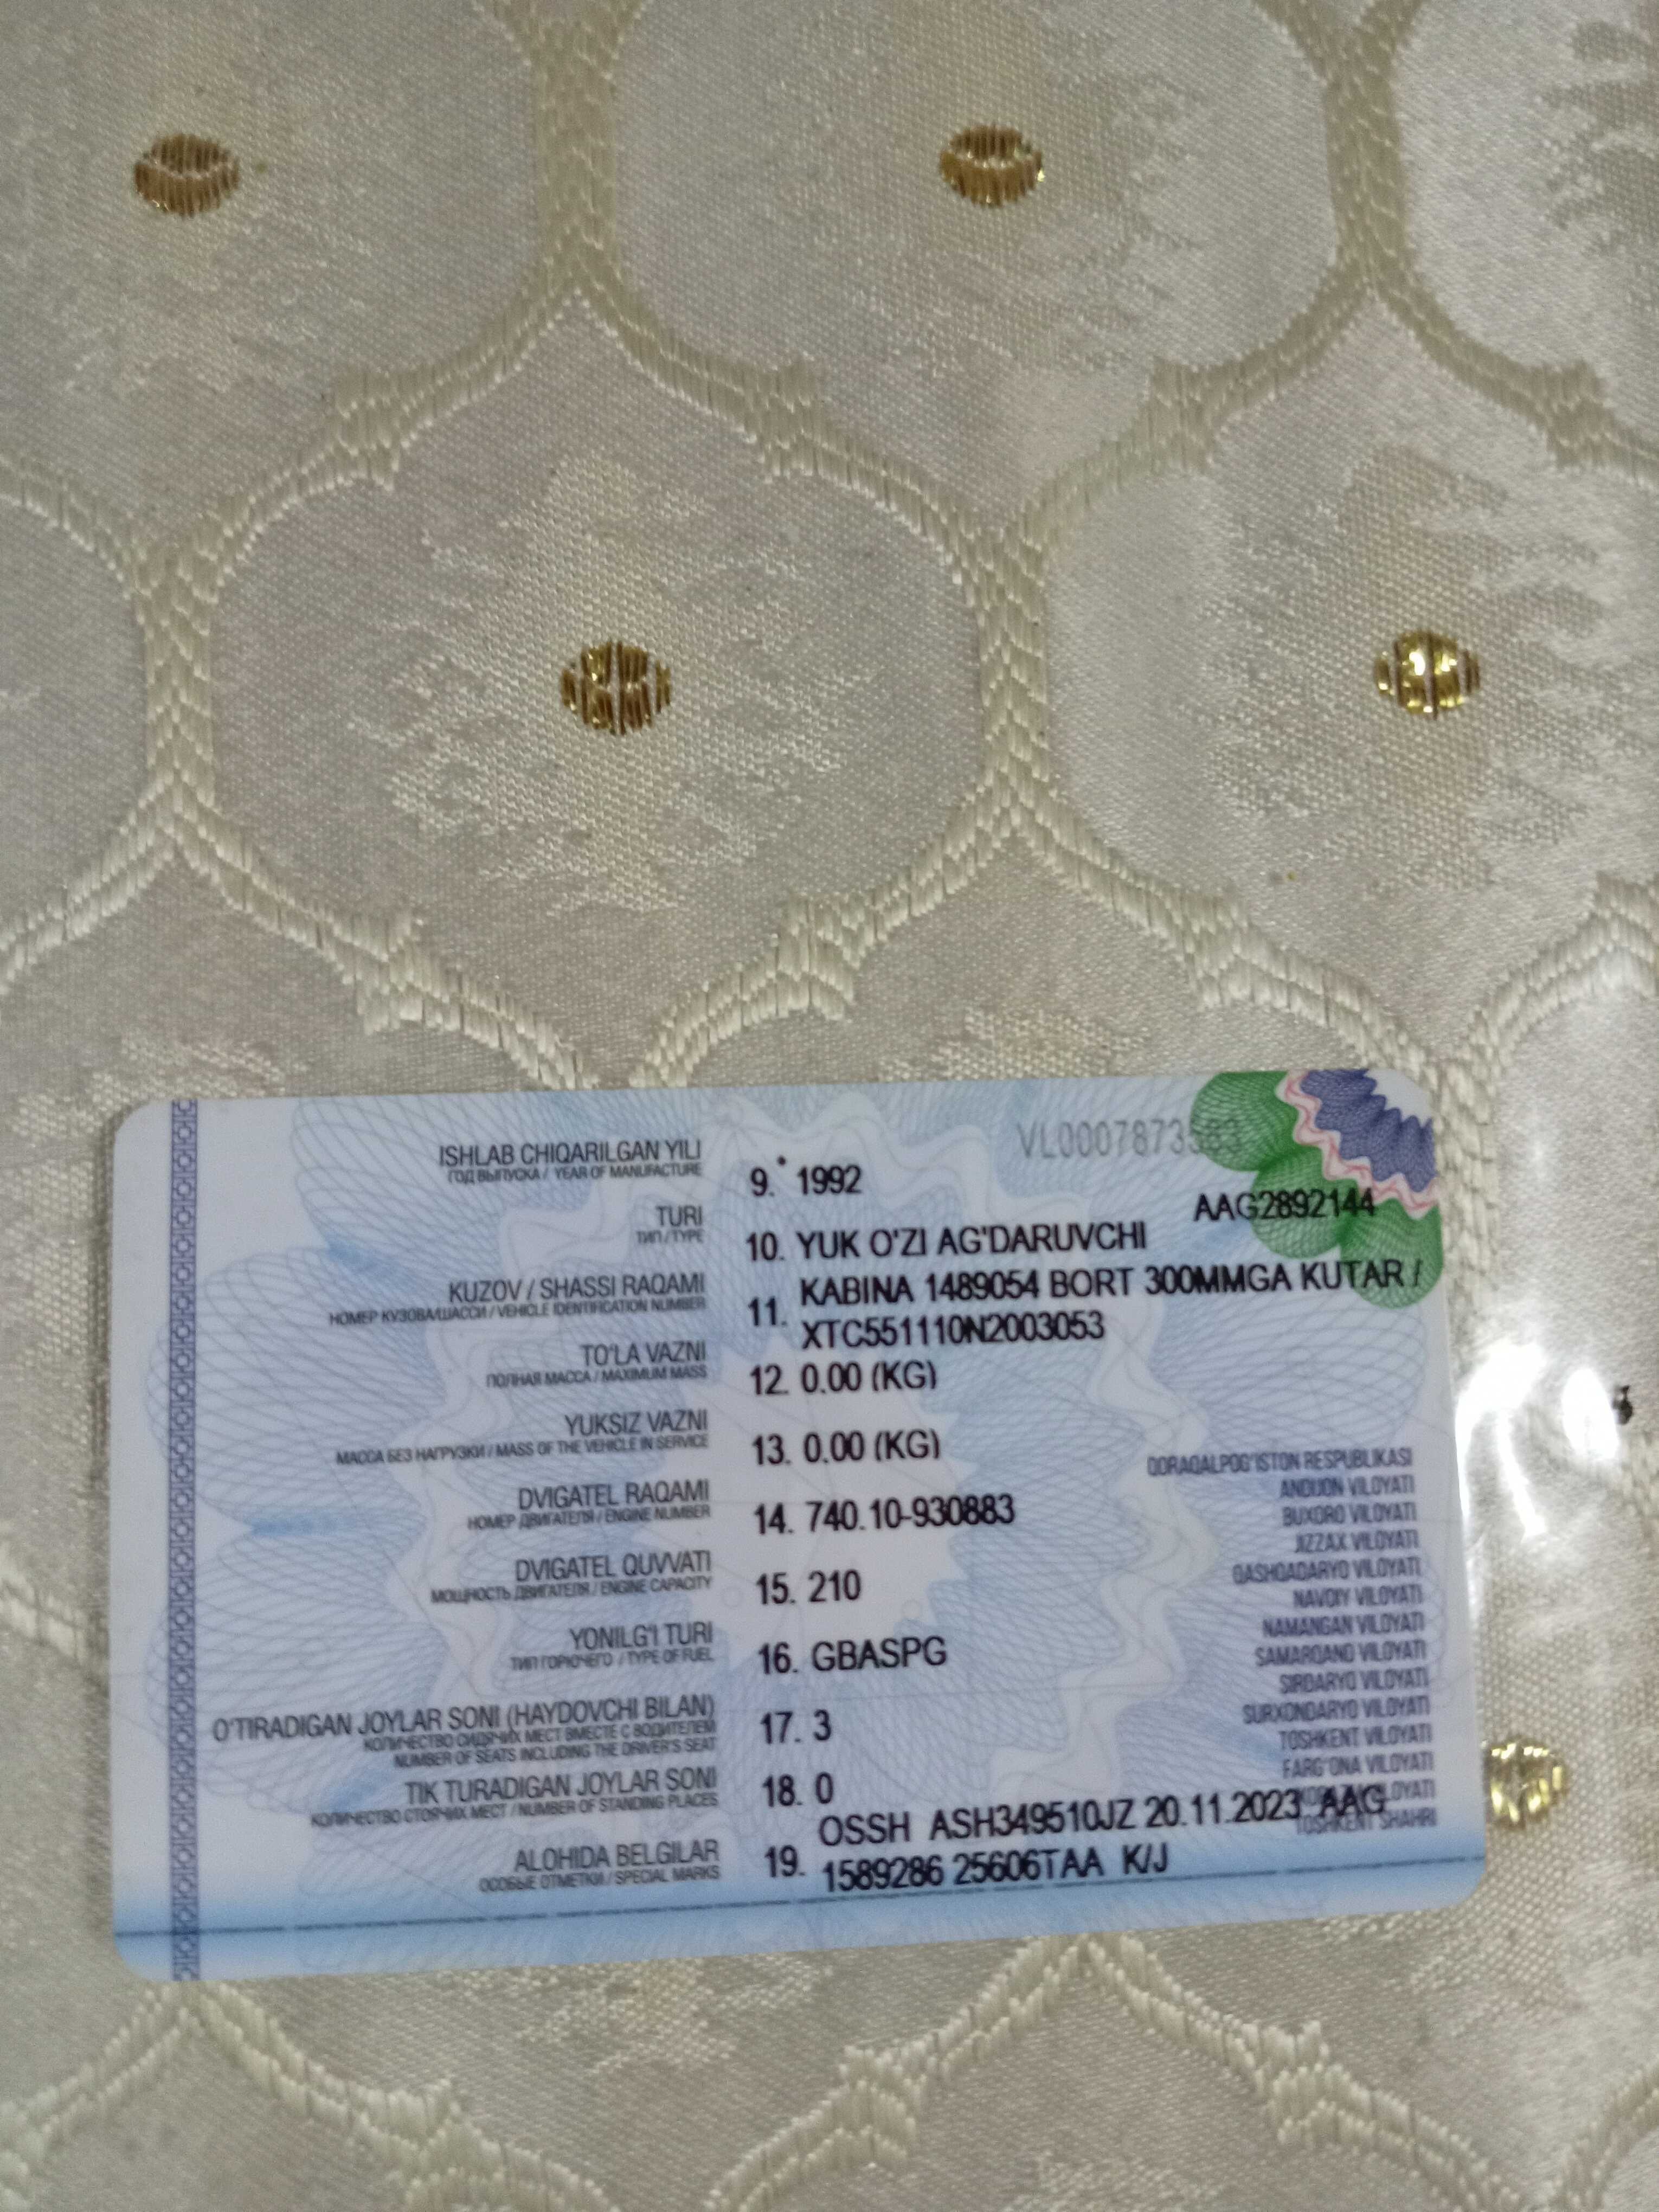 VL0007873563
ISHLAB CHIQARILGAN YILI
ГОД ВЫПУСКА / YEAR OF MANUFACTURE
9. 1992
AAG2892144
TURI
ТИП / TYPE
10. YUK O'ZI AG'DARUVCHI
KUZOV / SHASSI RAQAMI
НОМЕР КУЗОВА/ШАССИ / VEHICLE IDENTIFICATION NUMBER
11. KABINA 1489054 BORT 300MMGA KUTAR /
XTC551110N2003053
TO'LA VAZNI
ПОЛНАЯ МАССА / MAXIMUM MASS
12. 0.00 (KG)
YUKSIZ VAZNI
МАССА БЕЗ НАГРУЗКИ / MASS OF THE VEHICLE IN SERVICE
13. 0.00 (KG)
DVIGATEL RAQAMI
НОМЕР ДВИГАТЕЛЯ / ENGINE NUMBER
14. 740.10-930883
DVIGATEL QUVVATI
МОЩНОСТЬ ДВИГАТЕЛЯ / ENGINE CAPACITY
15. 210
YONILG'I TURI
ТИП ГОРЮЧЕГО / TYPE OF FUEL
16. GBASPG
O'TIRADIGAN JOYLAR SONI (HAYDOVCHI BILAN)
КОЛИЧЕСТВО СИДЯЧИХ МЕСТ ВМЕСТЕ С ВОДИТЕЛЕМ
NUMBER OF SEATS INCLUDING THE DRIVER'S SEAT
17. 3
TIK TURADIGAN JOYLAR SONI
КОЛИЧЕСТВО СТОЯЧИХ МЕСТ / NUMBER OF STANDING PLACES
18. 0
ALOHIDA BELGILAR
ОСОБЫЕ ОТМЕТКИ / SPECIAL MARKS
19. OSSH ASH349510JZ 20.11.2023 AAG
1589286 25606TAA K/J
QORAQALPOG'ISTON RESPUBLIKASI
ANDIJON VILOYATI
BUXORO VILOYATI
JIZZAX VILOYATI
QASHQADARYO VILOYATI
NAVOIY VILOYATI
NAMANGAN VILOYATI
SAMARQAND VILOYATI
SIRDARYO VILOYATI
SURXONDARYO VILOYATI
TOSHKENT VILOYATI
FARG'ONA VILOYATI
VILOYATI
TOSHKENT SHAHRI